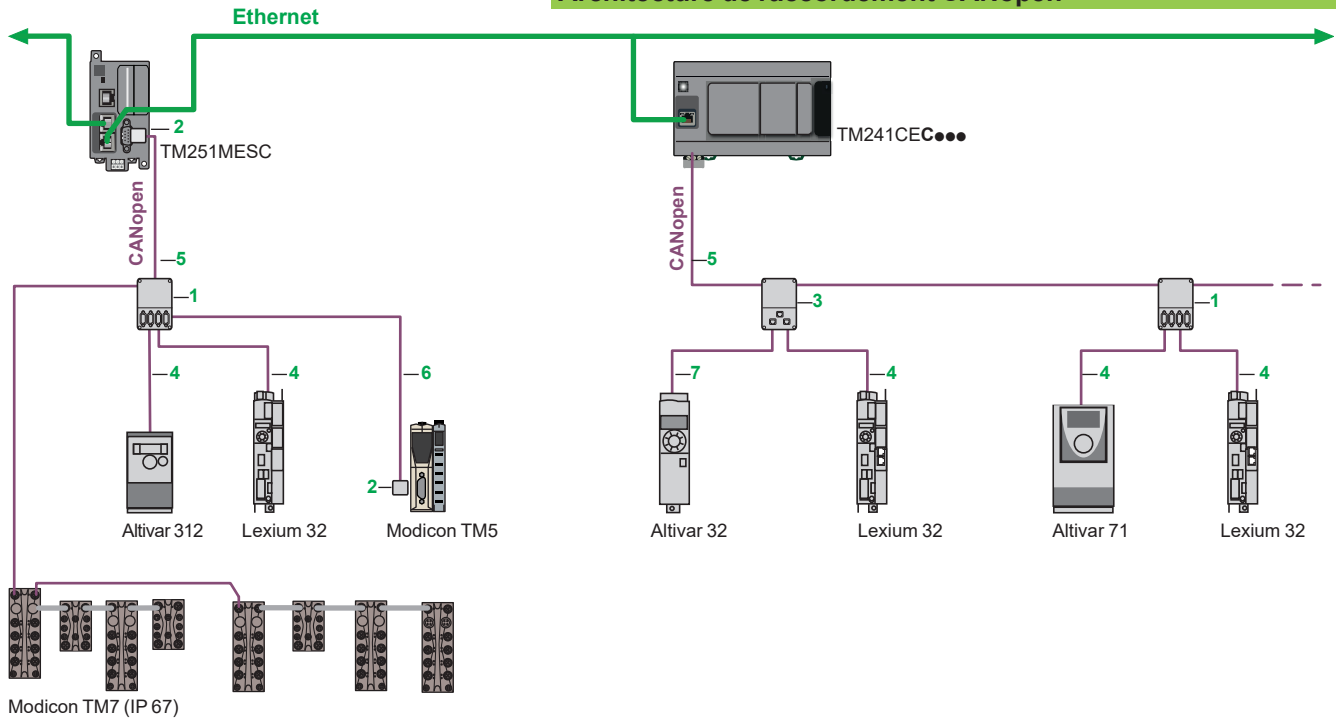 Ethernet
2
TM251MESC
TM241CEC●●●
CANopen
CANopen
5
5
1
3
1
4
4
6
7
4
4
4
2
Altivar 312
Lexium 32
Modicon TM5
Altivar 32
Lexium 32
Altivar 71
Lexium 32
Modicon TM7 (IP 67)